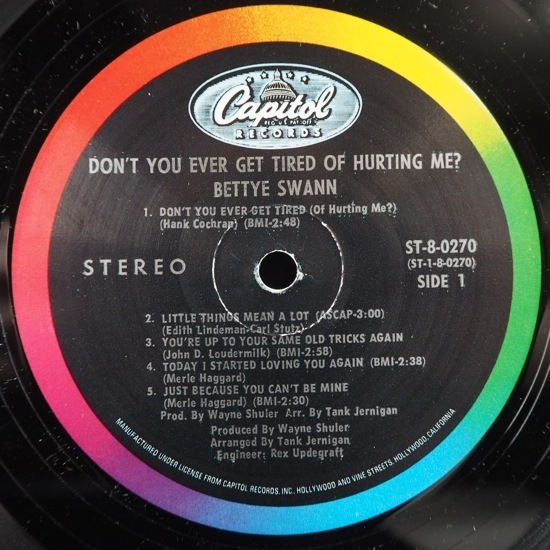 Capitol
REG. U.S. PAT. OFF.
RECORDS
DON'T YOU EVER GET TIRED OF HURTING ME?
BETTYE SWANN
1. DON'T YOU EVER GET TIRED (Of Hurting Me?)
(Hank Cochran) (BMI-2:48)
STEREO
ST-8-0270
(ST-1-8-0270)
SIDE 1
2. LITTLE THINGS MEAN A LOT (ASCAP-3:00)
(Edith Lindeman-Carl Stutz)
3. YOU'RE UP TO YOUR SAME OLD TRICKS AGAIN
(John D. Loudermilk) (BMI-2:58)
4. TODAY I STARTED LOVING YOU AGAIN (BMI-2:38)
(Merle Haggard)
5. JUST BECAUSE YOU CAN'T BE MINE
(Merle Haggard) (BMI-2:30)
Prod. By Wayne Shuler Arr. By Tank Jernigan
Produced by Wayne Shuler
Arranged by Tank Jernigan
Engineer: Rex Updegraft
MANUFACTURED UNDER LICENSE FROM CAPITOL RECORDS, INC., HOLLYWOOD AND VINE STREETS, HOLLYWOOD, CALIFORNIA